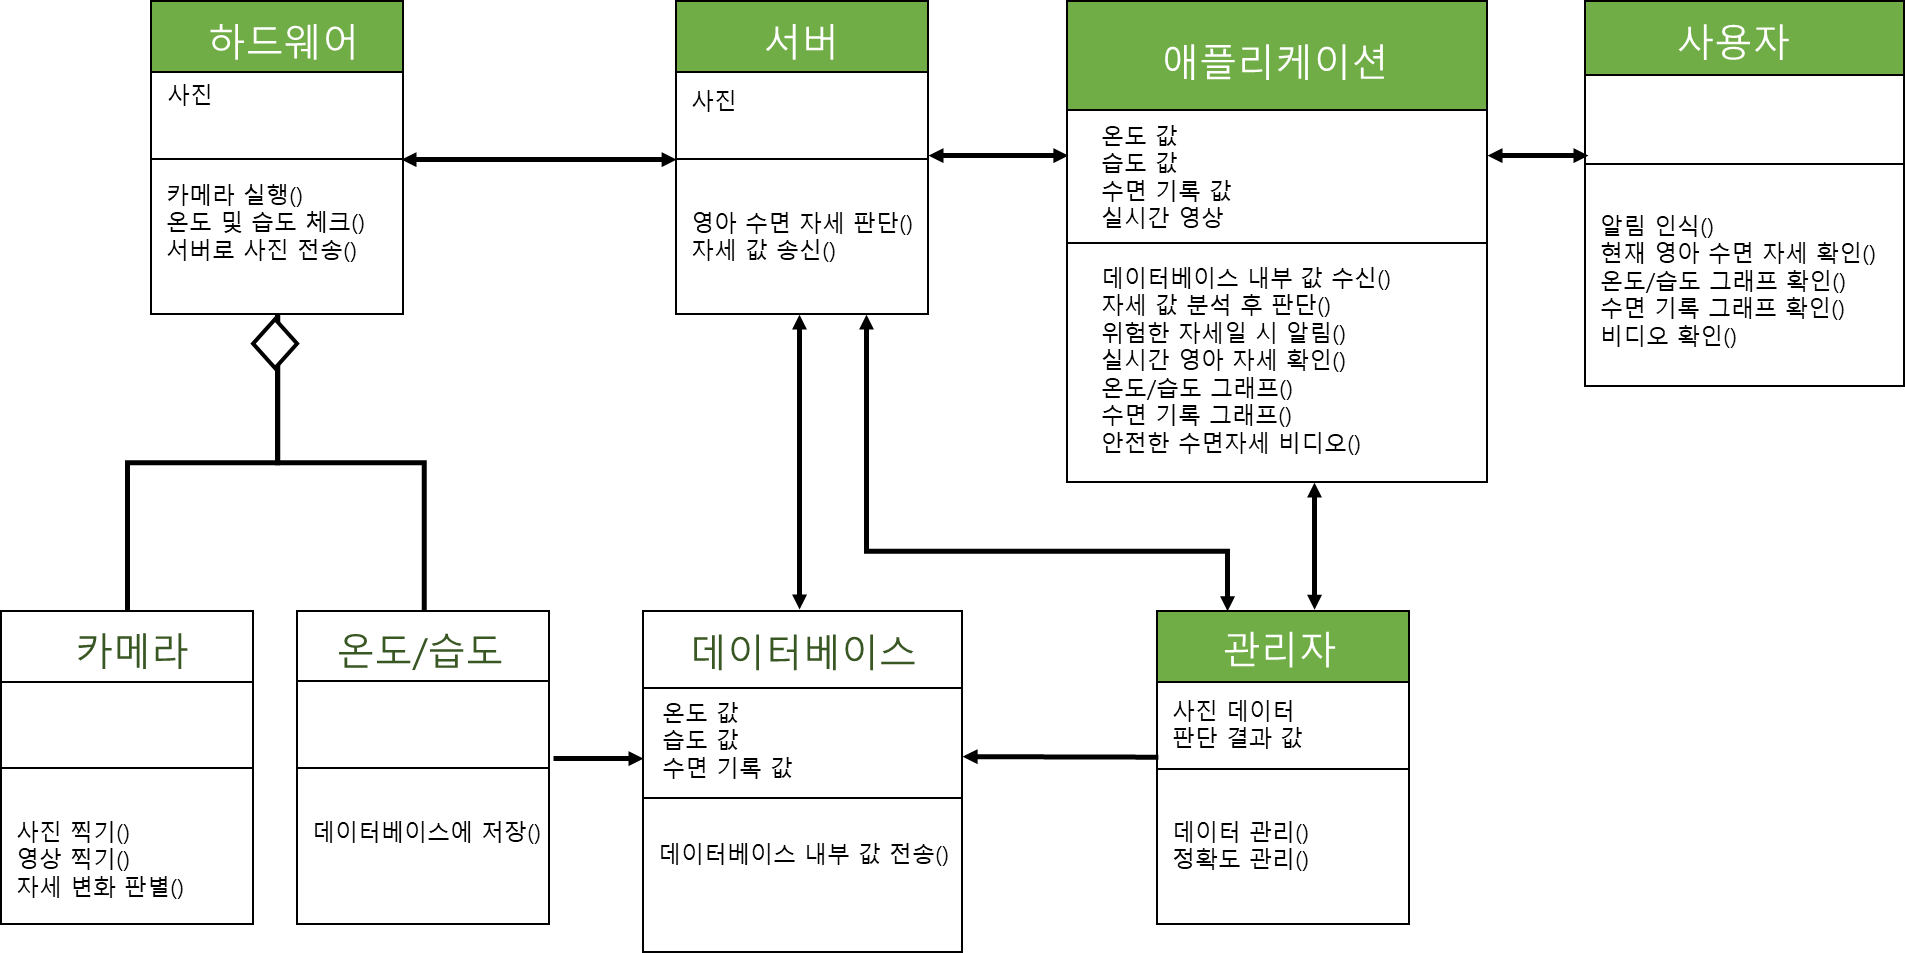 하드웨어
사진
카메라 실행()
온도 및 습도 체크()
서버로 사진 전송()
서버
사진
영아 수면 자세 판단()
자세 값 송신()
애플리케이션
온도 값
습도 값
수면 기록 값
실시간 영상
데이터베이스 내부 값 수신()
자세 값 분석 후 판단()
위험한 자세일 시 알림()
실시간 영아 자세 확인()
온도/습도 그래프()
수면 기록 그래프()
안전한 수면자세 비디오()
사용자
알림 인식()
현재 영아 수면 자세 확인()
온도/습도 그래프 확인()
수면 기록 그래프 확인()
비디오 확인()
카메라
사진 찍기()
영상 찍기()
자세 변화 판별()
온도/습도
데이터베이스에 저장()
데이터베이스
온도 값
습도 값
수면 기록 값
데이터베이스 내부 값 전송()
관리자
사진 데이터
판단 결과 값
데이터 관리()
정확도 관리()